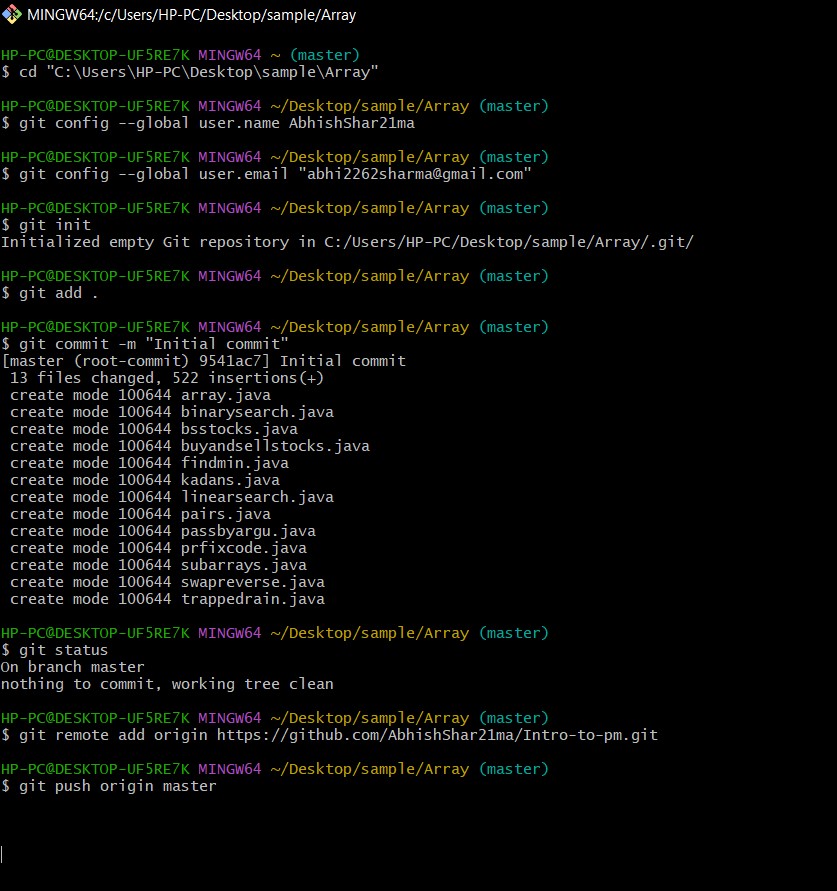 MINGW64:/c/Users/HP-PC/Desktop/sample/Array
HP-PC@DESKTOP-UF5RE7K MINGW64 ~ (master)
$ cd "C:\Users\HP-PC\Desktop\sample\Array"
HP-PC@DESKTOP-UF5RE7K MINGW64 ~/Desktop/sample/Array (master)
$ git config --global user.name AbhishShar21ma
HP-PC@DESKTOP-UF5RE7K MINGW64 ~/Desktop/sample/Array (master)
$ git config --global user.email "abhi2262sharma@gmail.com"
HP-PC@DESKTOP-UF5RE7K MINGW64 ~/Desktop/sample/Array (master)
$ git init
Initialized empty Git repository in C:/Users/HP-PC/Desktop/sample/Array/.git/
HP-PC@DESKTOP-UF5RE7K MINGW64 ~/Desktop/sample/Array (master)
$ git add .
HP-PC@DESKTOP-UF5RE7K MINGW64 ~/Desktop/sample/Array (master)
$ git commit -m "Initial commit"
[master (root-commit) 9541ac7] Initial commit
13 files changed, 522 insertions(+)
create mode 100644 array.java
create mode 100644 binarysearch.java
create mode 100644 bsstocks.java
create mode 100644 buyandsellstocks.java
create mode 100644 findmin.java
create mode 100644 kadans.java
create mode 100644 linearsearch.java
create mode 100644 pairs.java
create mode 100644 passbyargu.java
create mode 100644 prfixcode.java
create mode 100644 subarrays.java
create mode 100644 swapreverse.java
create mode 100644 trappedrain.java
HP-PC@DESKTOP-UF5RE7K MINGW64 ~/Desktop/sample/Array (master)
$ git status
On branch master
nothing to commit, working tree clean
HP-PC@DESKTOP-UF5RE7K MINGW64 ~/Desktop/sample/Array (master)
$ git remote add origin https://github.com/AbhishShar21ma/Intro-to-pm.git
HP-PC@DESKTOP-UF5RE7K MINGW64 ~/Desktop/sample/Array (master)
$ git push origin master